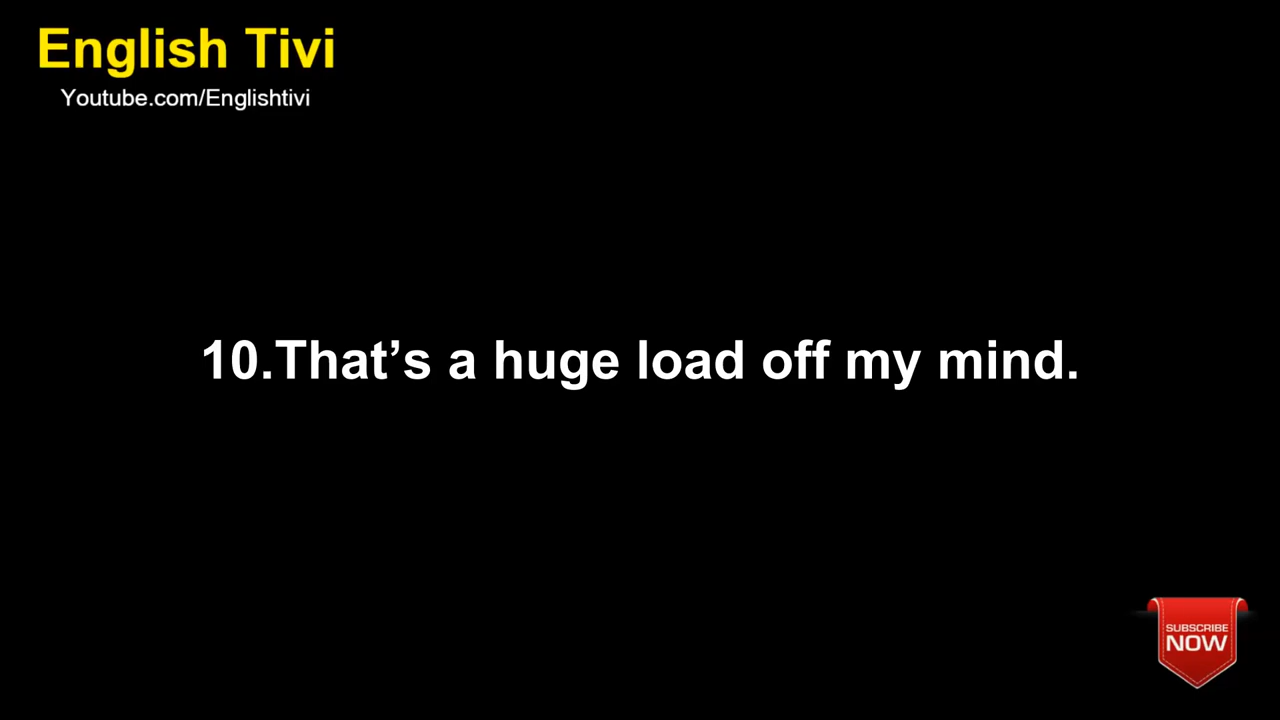 English Tivi
Youtube.com/Englishtivi
10.That’s a huge load off my mind.
SUBSCRIBE
NOW